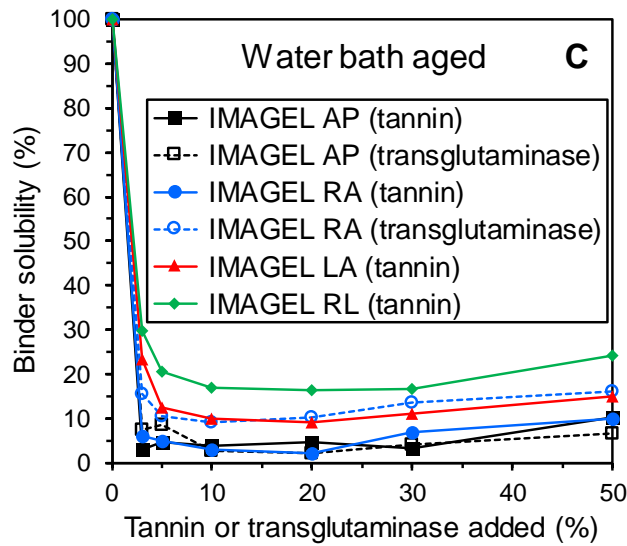 Water bath aged C
IMAGEL AP (tannin)
IMAGEL AP (transglutaminase)
IMAGEL RA (tannin)
IMAGEL RA (transglutaminase)
IMAGEL LA (tannin)
IMAGEL RL (tannin)
Binder solubility (%)
100
90
80
70
60
50
40
30
20
10
0
0 10 20 30 40 50
Tannin or transglutaminase added (%)